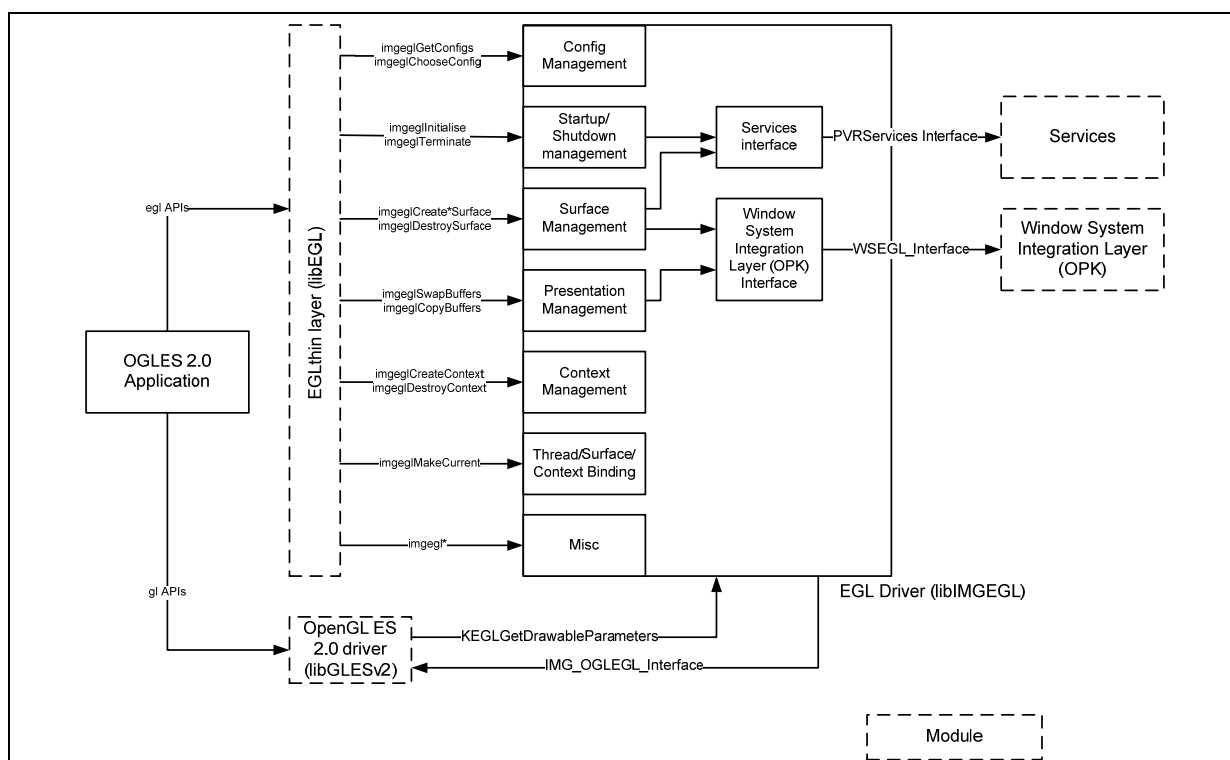 imgeglGetConfigs
imgeglChooseConfig
Config
Management
imgeglInitialise
imgeglTerminate
Startup/
Shutdown
management
Services
interface
PVRServices Interface
Services
egl APIs
EGLthin layer (libEGL)
imgeglCreate*Surface
imgeglDestroySurface
Surface
Management
Window
System
Integration
Layer (OPK)
Interface
WSEGL_Interface
Window System
Integration Layer
(OPK)
imgeglSwapBuffers
imgeglCopyBuffers
Presentation
Management
OGLES 2.0
Application
imgeglCreateContext
imgeglDestroyContext
Context
Management
imgeglMakeCurrent
Thread/Surface/
Context Binding
imgegl*
Misc
EGL Driver (libIMGEGL)
gl APIs
OpenGL ES
2.0 driver
(libGLESv2)
KEGLGetDrawableParameters
IMG_OGLEGL_Interface
Module